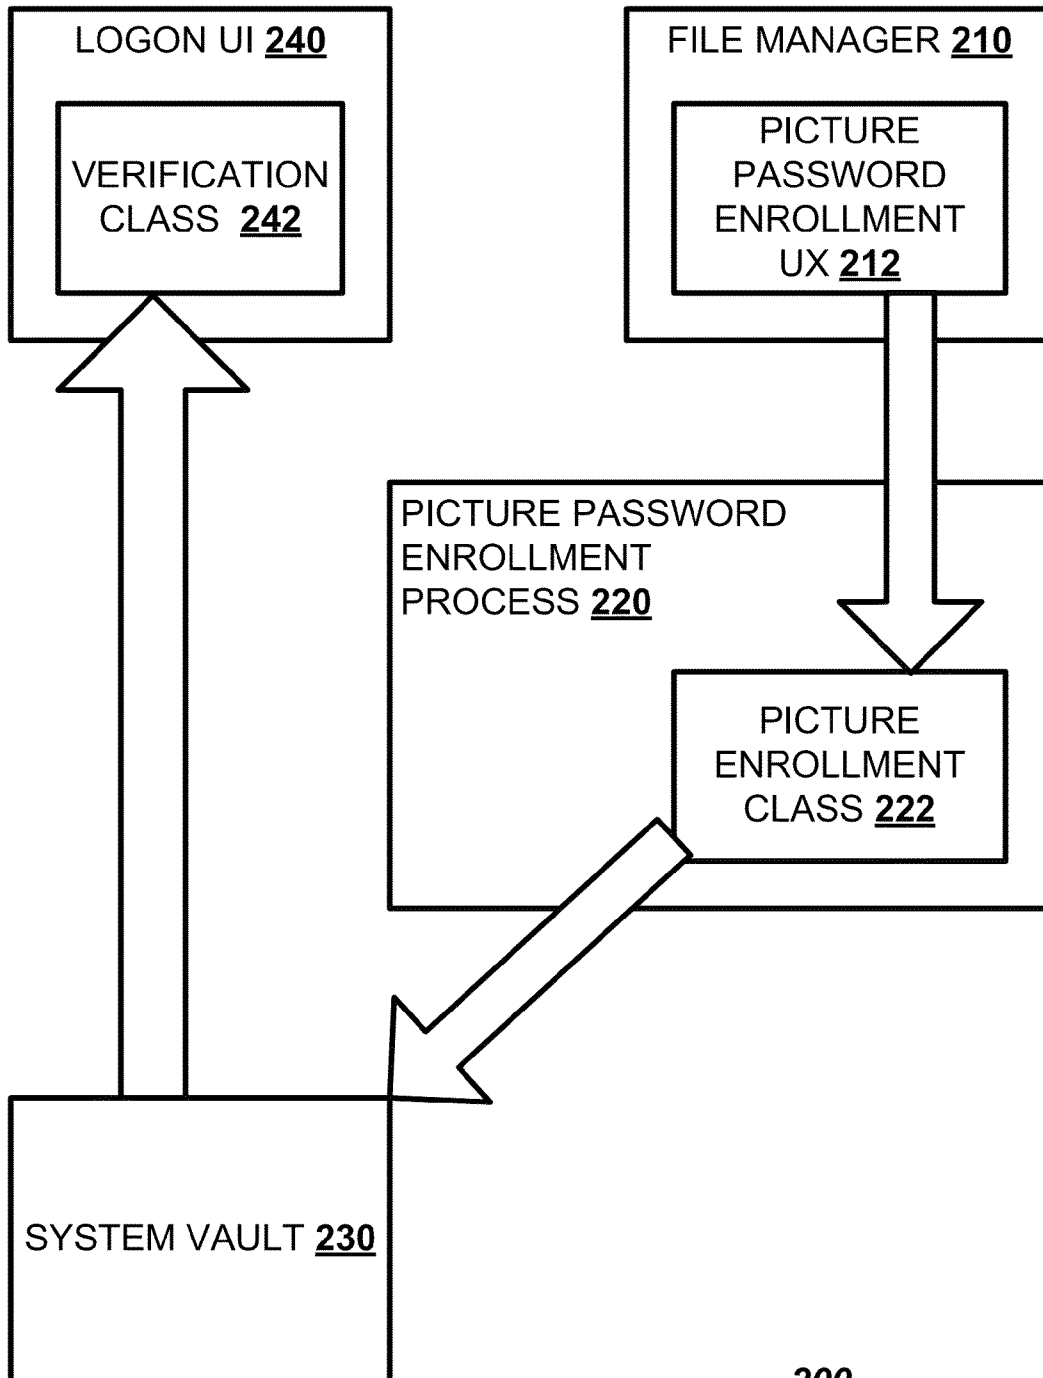 LOGON UI 240
VERIFICATION
CLASS 242
FILE MANAGER 210
PICTURE
PASSWORD
ENROLLMENT
UX 212
PICTURE PASSWORD
ENROLLMENT
PROCESS 220
PICTURE
ENROLLMENT
CLASS 222
SYSTEM VAULT 230